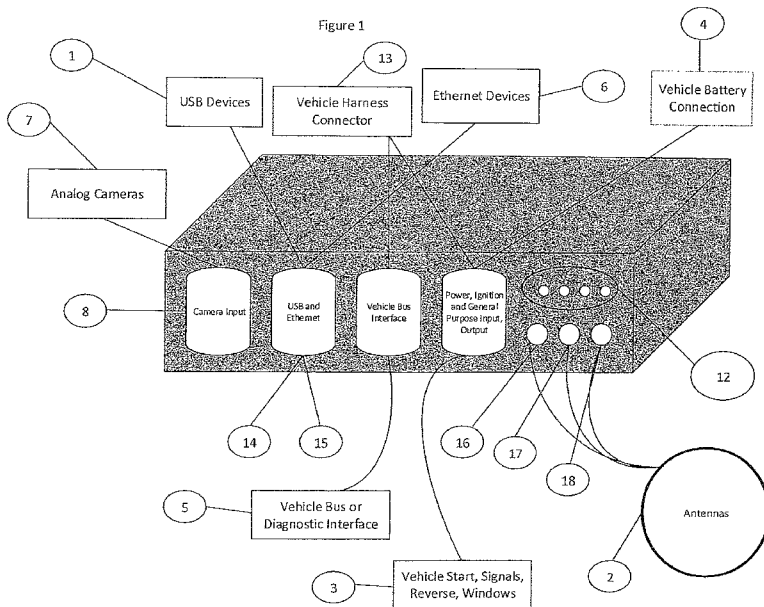 Figure 1
4
1
13
USB Devices
Vehicle Harness
Connector
Ethernet Devices
6
Vehicle Battery
Connection
7
Analog Cameras
8
Camera Input
USB and
Ethernet
Vehicle Bus
Interface
Power, Ignition
and General
Purpose Input,
Output
12
14
15
16
17
18
5
Vehicle Bus or
Diagnostic Interface
Antennas
3
Vehicle Start, Signals,
Reverse, Windows
2